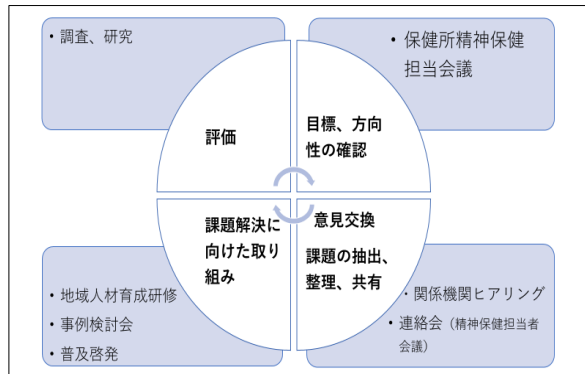 ・調査、研究
・保健所精神保健
担当会議
評価
目標、方向
性の確認
課題解決に
向けた取り
組み
意見交換
課題の抽出、
整理、共有
・地域人材育成研修
・事例検討会
・普及啓発
・関係機関ヒアリング
・連絡会（精神保健担当者
会議）